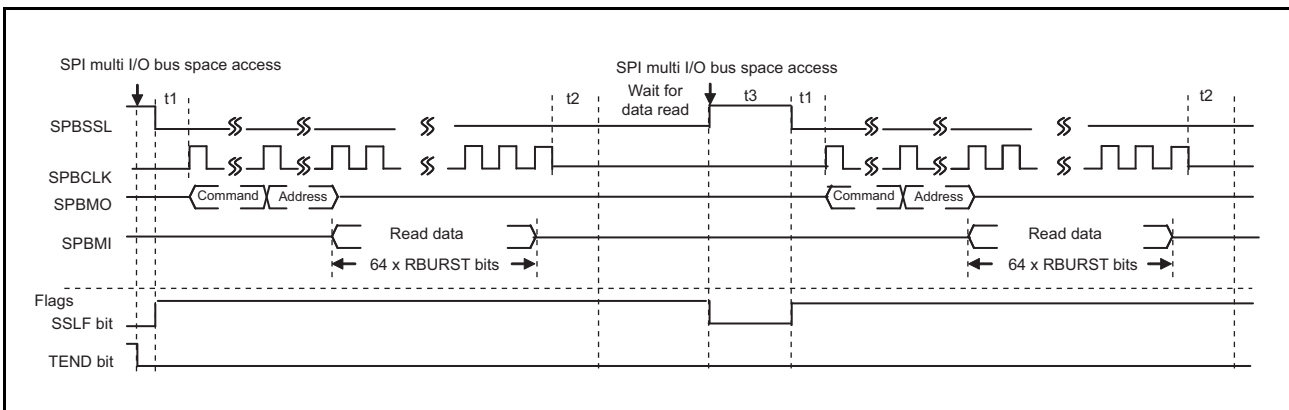 SPI multi I/O bus space access
SPI multi I/O bus space access
t1
t2
Wait for
data read
t3
t1
t2
SPBSSL
SPBCLK
SPBMO
Command
Address
Command
Address
SPBMI
Read data
Read data
64 x RBURST bits
64 x RBURST bits
Flags
SSLF bit
TEND bit